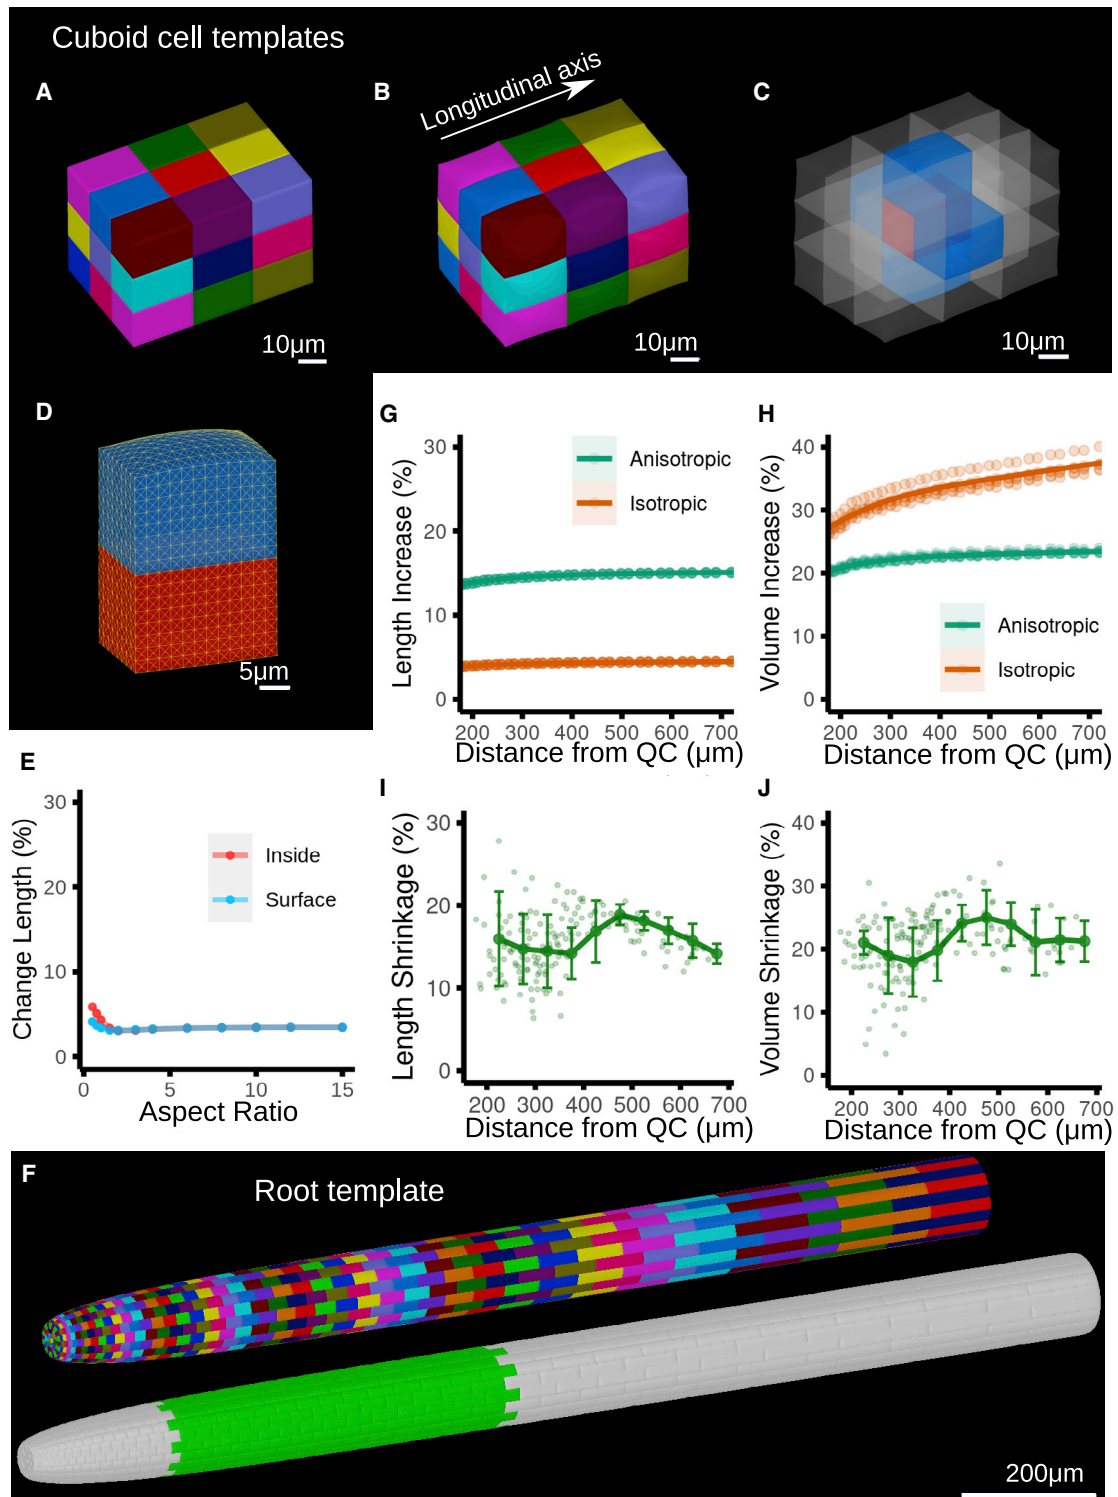 Cuboid cell templates
A
B
Longitudinal axis
C
10μm
10μm
10μm
D
5μm
G
Length Increase (%)
30
20
10
0
Anisotropic
Isotropic
200 300 400 500 600 700
Distance from QC (μm)
H
Volume Increase (%)
40
30
20
10
0
Anisotropic
Isotropic
200 300 400 500 600 700
Distance from QC (μm)
E
Change Length (%)
30
20
10
0
Inside
Surface
0 5 10 15
Aspect Ratio
I
Length Shrinkage (%)
30
20
10
0
200 300 400 500 600 700
Distance from QC (μm)
J
Volume Shrinkage (%)
40
30
20
10
0
200 300 400 500 600 700
Distance from QC (μm)
F
Root template
200μm